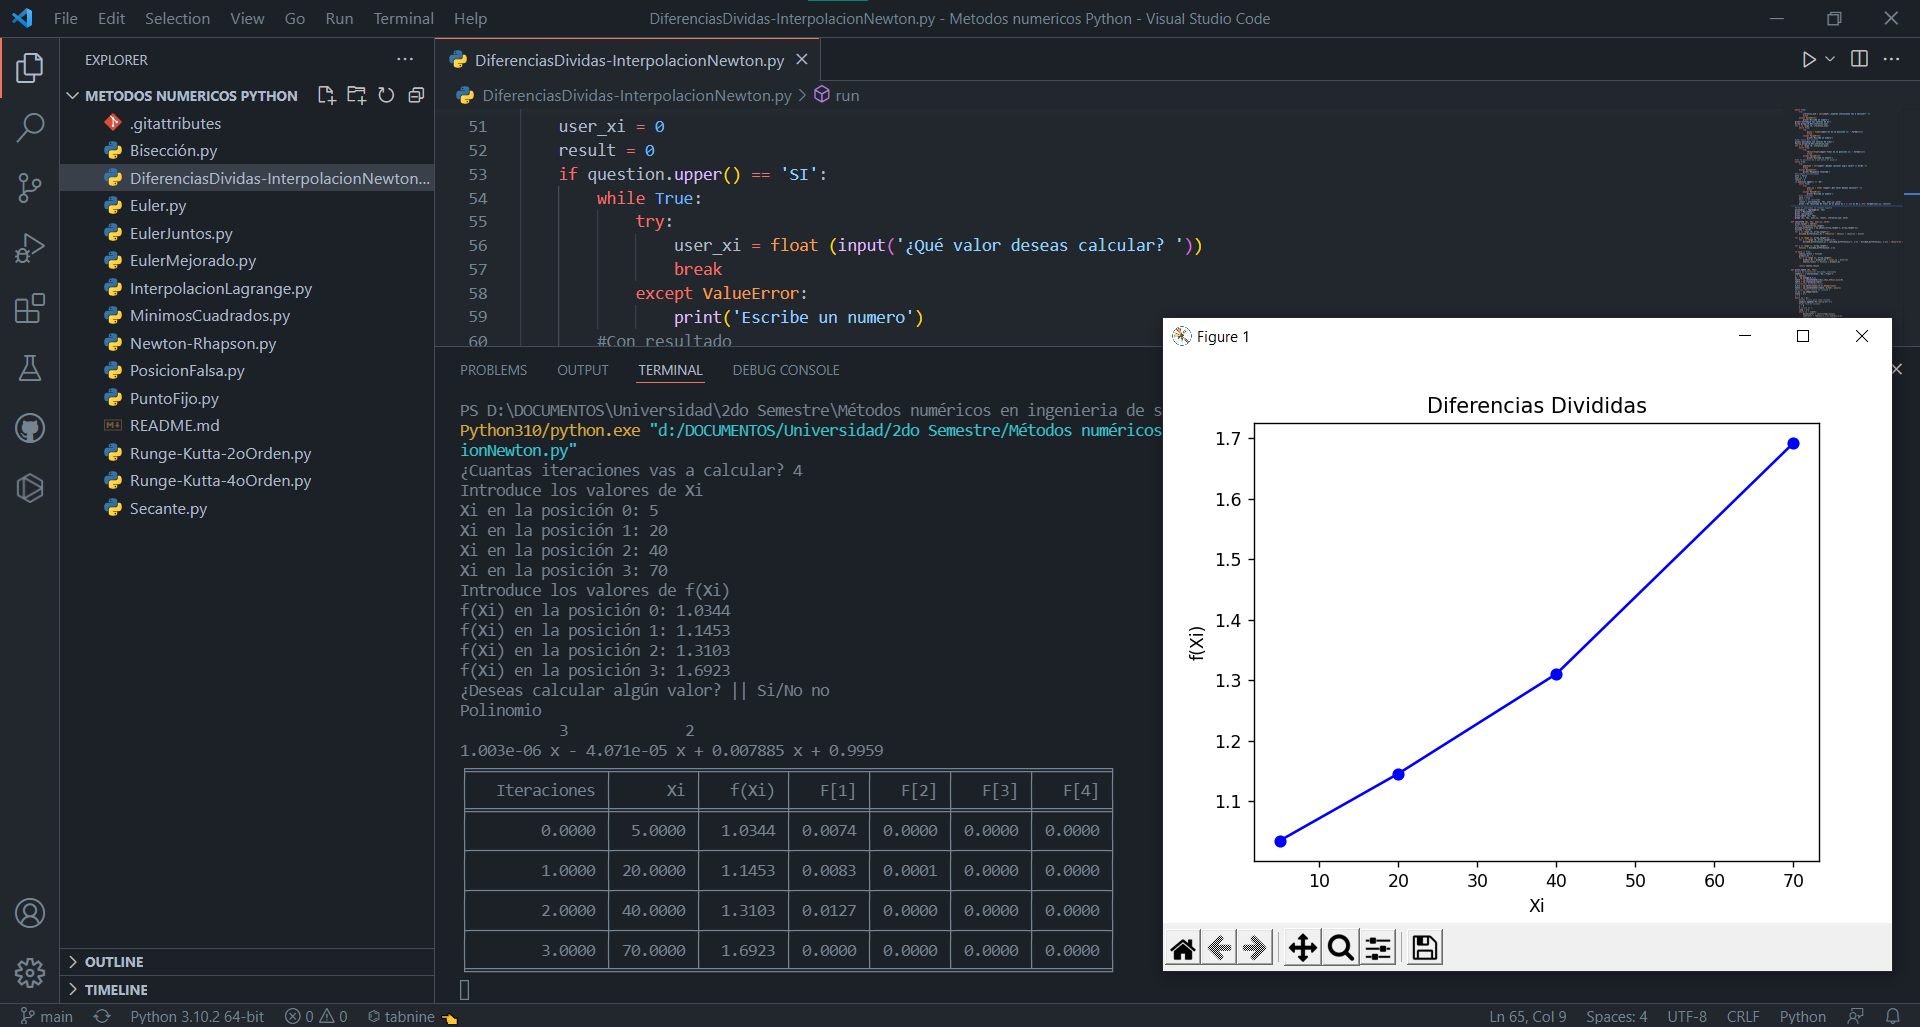 File Edit Selection View Go Run Terminal Help
DiferenciasDividas-InterpolacionNewton.py - Metodos numericos Python - Visual Studio Code
EXPLORER
METODOS NUMERICOS PYTHON
.gitattributes
Bisección.py
DiferenciasDividas-InterpolacionNewton...
Euler.py
EulerJuntos.py
EulerMejorado.py
InterpolacionLagrange.py
MinimosCuadrados.py
Newton-Rhapson.py
PosicionFalsa.py
PuntoFijo.py
README.md
Runge-Kutta-2oOrden.py
Runge-Kutta-4oOrden.py
Secante.py
OUTLINE
TIMELINE
DiferenciasDividas-InterpolacionNewton.py
DiferenciasDividas-InterpolacionNewton.py > run
51 user_xi = 0
52 result = 0
53 if question.upper() == 'SI':
54 while True:
55 try:
56 user_xi = float (input('¿Qué valor deseas calcular? '))
57 break
58 except ValueError:
59 print('Escribe un numero')
60 #Con resultado
PROBLEMS OUTPUT TERMINAL DEBUG CONSOLE
PS D:\DOCUMENTOS\Universidad\2do Semestre\Métodos numéricos en ingenieria de s
Python310/python.exe "d:/DOCUMENTOS/Universidad/2do Semestre/Métodos numéricos
ionNewton.py"
¿Cuantas iteraciones vas a calcular? 4
Introduce los valores de Xi
Xi en la posición 0: 5
Xi en la posición 1: 20
Xi en la posición 2: 40
Xi en la posición 3: 70
Introduce los valores de f(Xi)
f(Xi) en la posición 0: 1.0344
f(Xi) en la posición 1: 1.1453
f(Xi) en la posición 2: 1.3103
f(Xi) en la posición 3: 1.6923
¿Deseas calcular algún valor? || Si/No no
Polinomio
3 2
1.003e-06 x - 4.071e-05 x + 0.007885 x + 0.9959
Iteraciones Xi f(Xi) F[1] F[2] F[3] F[4]
0.0000 5.0000 1.0344 0.0074 0.0000 0.0000 0.0000
1.0000 20.0000 1.1453 0.0083 0.0001 0.0000 0.0000
2.0000 40.0000 1.3103 0.0127 0.0000 0.0000 0.0000
3.0000 70.0000 1.6923 0.0000 0.0000 0.0000 0.0000
Figure 1
Diferencias Divididas
1.7
1.6
1.5
1.4
1.3
1.2
1.1
f(Xi)
10 20 30 40 50 60 70
Xi
main Python 3.10.2 64-bit 0 0 tabnine
Ln 65, Col 9 Spaces: 4 UTF-8 CRLF Python